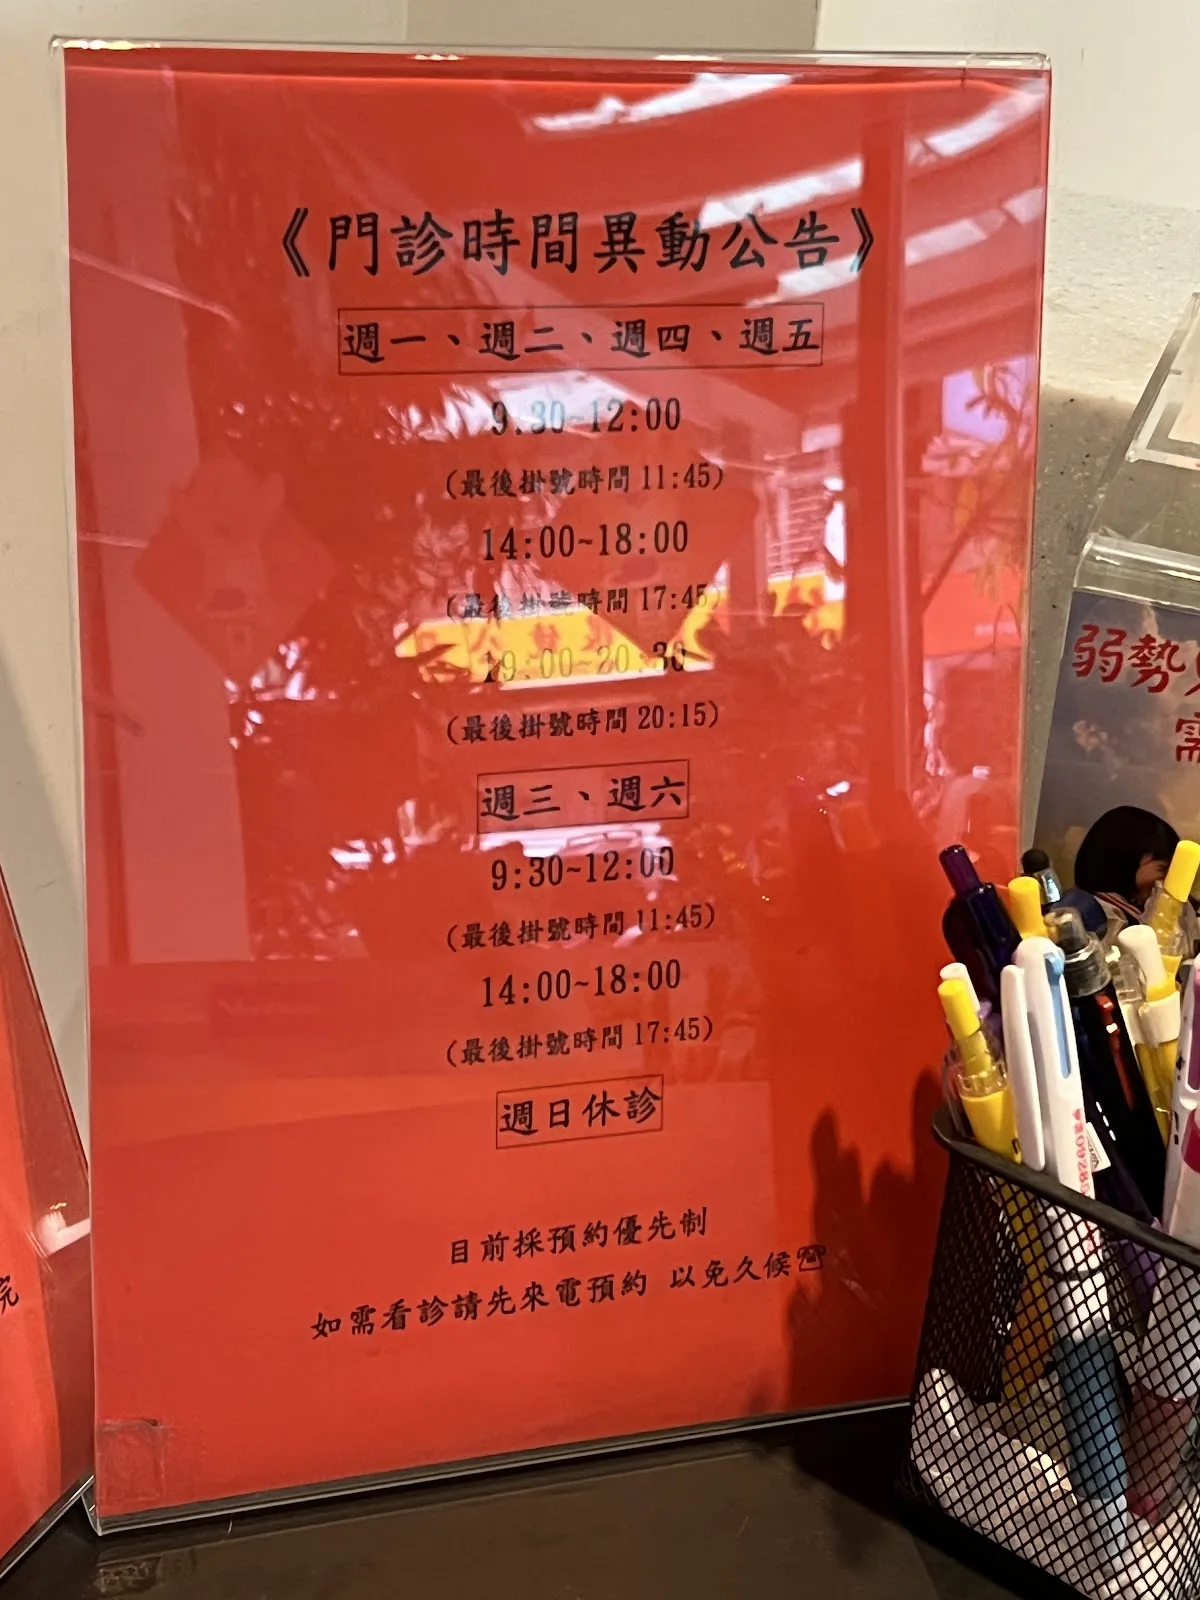 《門診時間異動公告》
週一、週二、週四、週五
9:30~12:00
(最後掛號時間 11:45)
14:00~18:00
(最後掛號時間 17:45)
19:00~20:30
(最後掛號時間 20:15)
週三、週六
9:30~12:00
(最後掛號時間 11:45)
14:00~18:00
(最後掛號時間 17:45)
週日休診
目前採預約優先制
如需看診請先來電預約 以免久候☎
弱勢
需
院